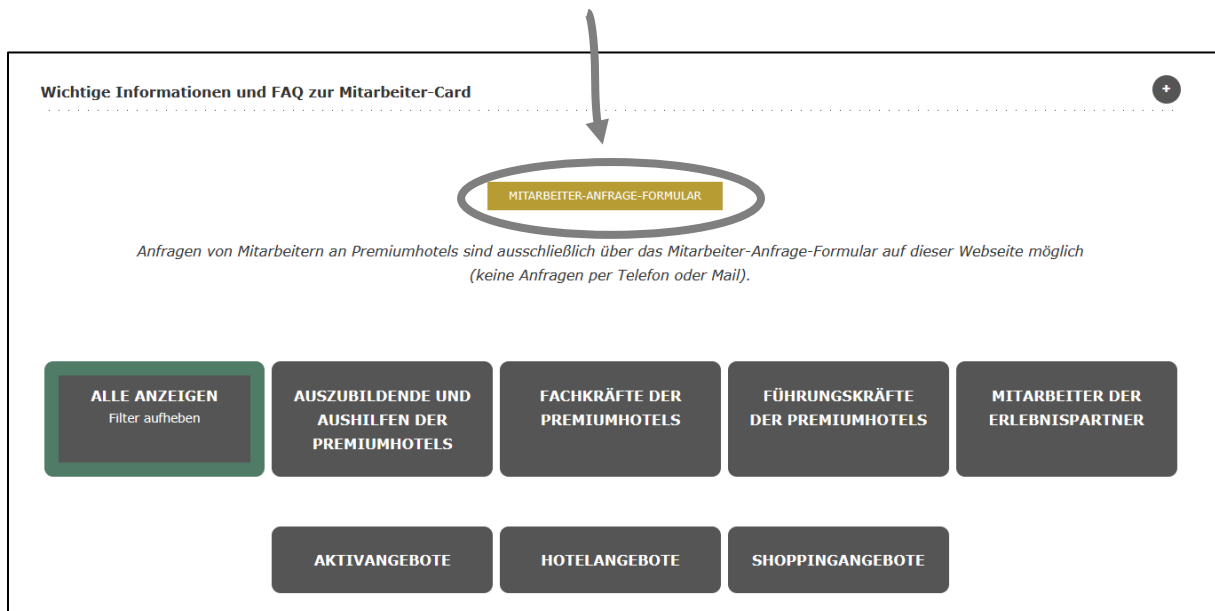 Wichtige Informationen und FAQ zur Mitarbeiter-Card
+
MITARBEITER-ANFRAGE-FORMULAR
Anfragen von Mitarbeitern an Premiumhotels sind ausschließlich über das Mitarbeiter-Anfrage-Formular auf dieser Webseite möglich
(keine Anfragen per Telefon oder Mail).
ALLE ANZEIGEN
Filter aufheben
AUSZUBILDENDE UND
AUSHILFEN DER
PREMIUMHOTELS
FACHKRÄFTE DER
PREMIUMHOTELS
FÜHRUNGSKRÄFTE
DER PREMIUMHOTELS
MITARBEITER DER
ERLEBNISPARTNER
AKTIVANGEBOTE
HOTELANGEBOTE
SHOPPINGANGEBOTE